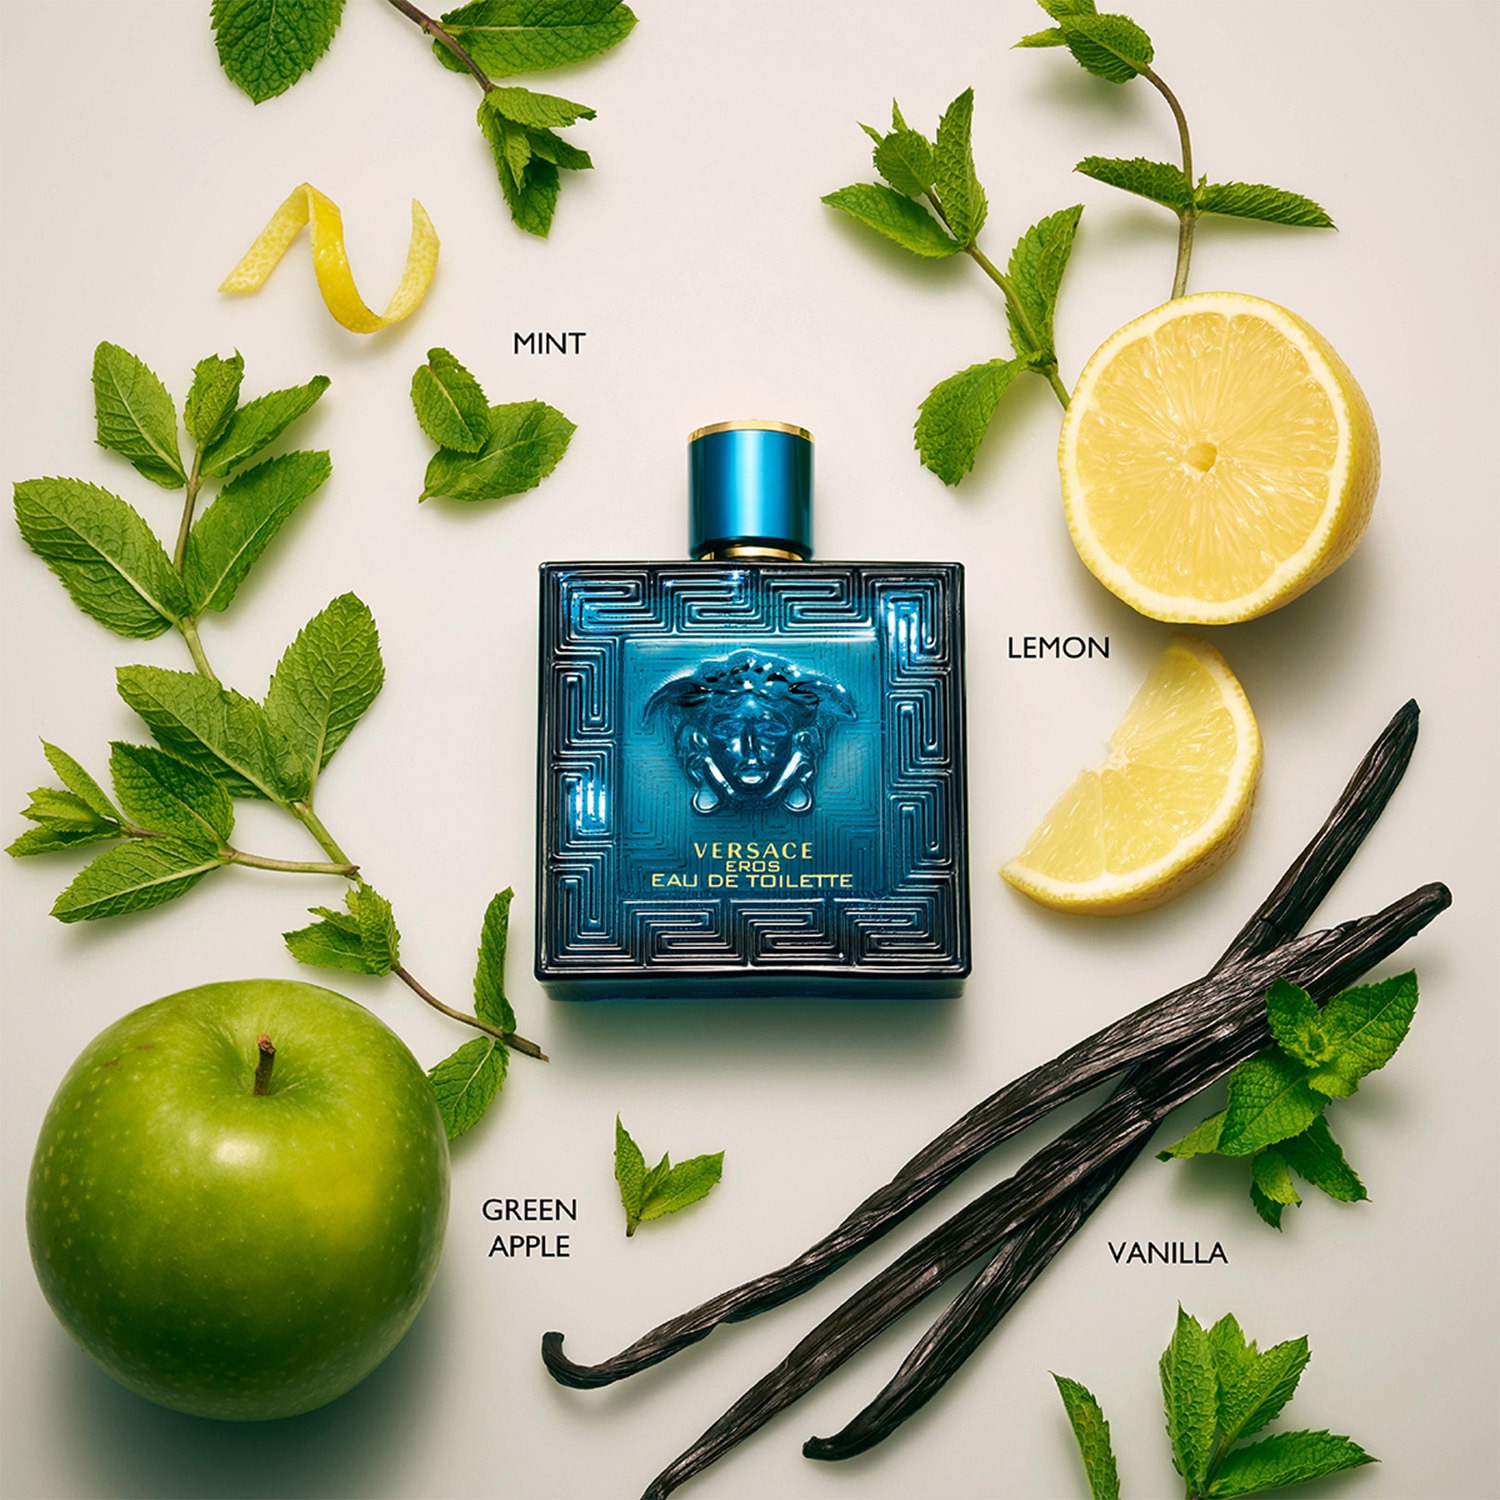 MINT
LEMON
VERSACE
EROS
EAU DE TOILETTE
GREEN
APPLE
VANILLA